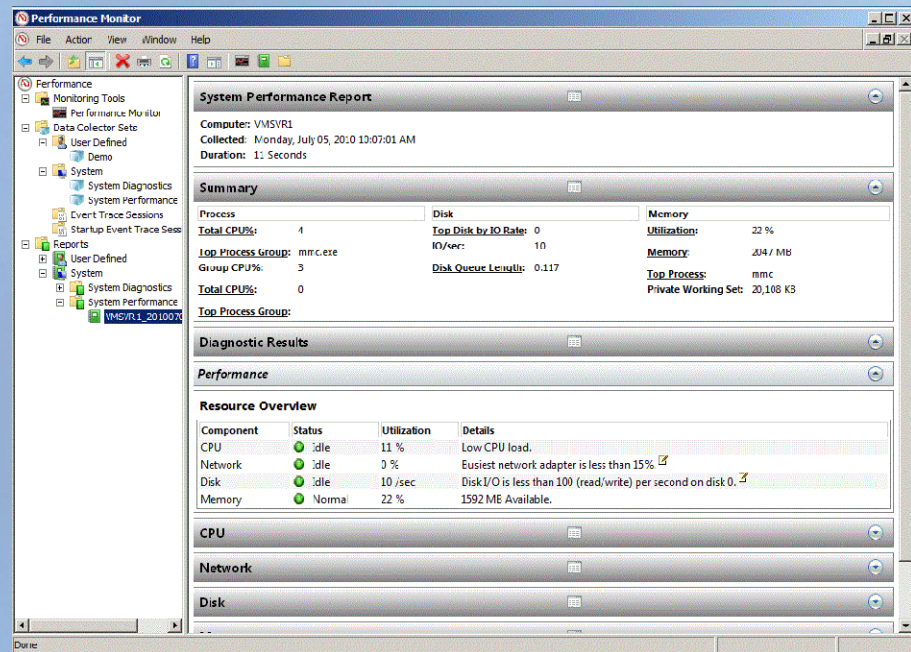 Performance Monitor
File Action View Window Help
Performance
Monitoring Tools
Performance Monitor
Data Collector Sets
User Defined
Demo
System
System Diagnostics
System Performance
Event Trace Sessions
Startup Event Trace Sess
Reports
User Defined
System
System Diagnostics
System Performance
VMSVR1_201007
System Performance Report
Computer: VMSVR1
Collected: Monday, July 05, 2010 10:07:01 AM
Duration: 11 Seconds
Summary
Process Disk Memory
Total CPU%: 4 Top Disk by IO Rate: 0 Utilization: 22 %
IO/sec: 10
Top Process Group: mmc.exe Memory: 2047 MB
Group CPU%: 3 Disk Queue Length: 0.117
Top Process: mmc
Total CPU%: 0 Private Working Set: 20,108 KB
Top Process Group:
Diagnostic Results
Performance
Resource Overview
Component Status Utilization Details
CPU Idle 11 % Low CPU load.
Network Idle 0 % Busiest network adapter is less than 15%.
Disk Idle 10 /sec Disk I/O is less than 100 (read/write) per second on disk 0.
Memory Normal 22 % 1592 MB Available.
CPU
Network
Disk
Done